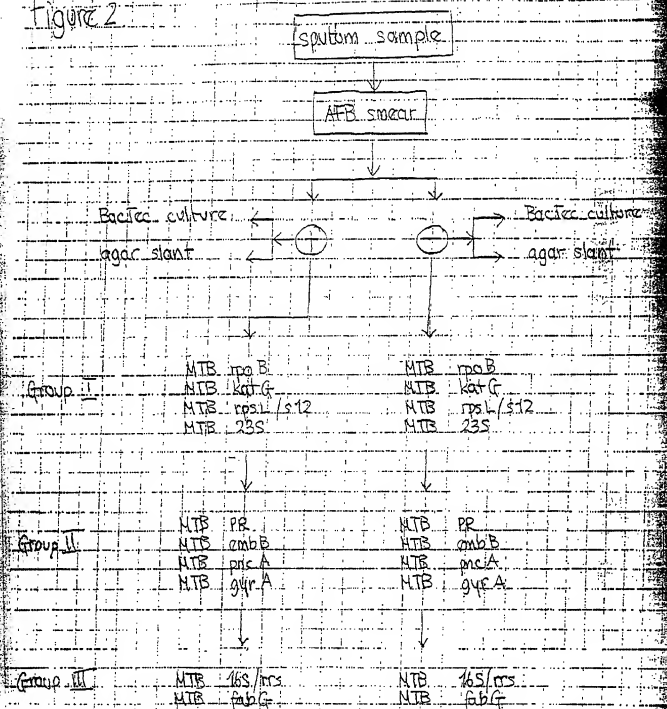 Figure 2
sputum sample
AFB smear
+
−
BacTec culture
agar slant
BacTec culture
agar slant
Group I
MTB rpoB
MTB katG
MTB rpsL/s12
MTB 23S
MTB rpoB
MTB katG
MTB rpsL/s12
MTB 23S
Group II
MTB PR
MTB embB
MTB pncA
MTB gyrA
MTB PR
MTB embB
MTB pncA
MTB gyrA
Group III
MTB 16S/rrs
MTB fabG
MTB 16S/rrs
MTB fabG